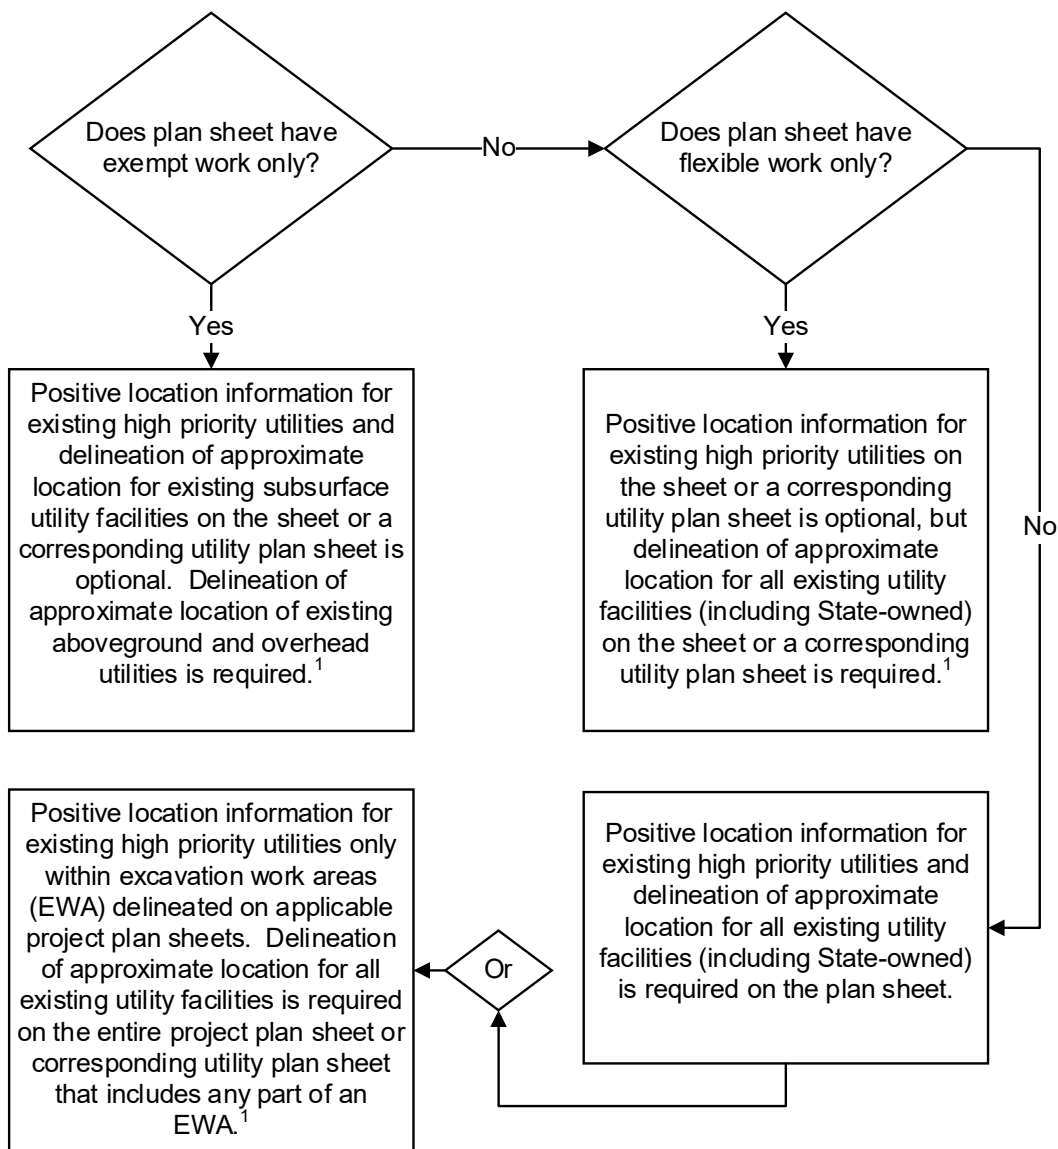 Does plan sheet have
exempt work only?
No
Does plan sheet have
flexible work only?
Yes
Yes
Positive location information for
existing high priority utilities and
delineation of approximate
location for existing subsurface
utility facilities on the sheet or a
corresponding utility plan sheet is
optional.  Delineation of
approximate location of existing
aboveground and overhead
utilities is required.1
Positive location information for
existing high priority utilities on
the sheet or a corresponding
utility plan sheet is optional, but
delineation of approximate
location for all existing utility
facilities (including State-owned)
on the sheet or a corresponding
utility plan sheet is required.1
No
Positive location information for
existing high priority utilities only
within excavation work areas
(EWA) delineated on applicable
project plan sheets.  Delineation
of approximate location for all
existing utility facilities is required
on the entire project plan sheet or
corresponding utility plan sheet
that includes any part of an
EWA.1
Or
Positive location information for
existing high priority utilities and
delineation of approximate
location for all existing utility
facilities (including State-owned)
is required on the plan sheet.